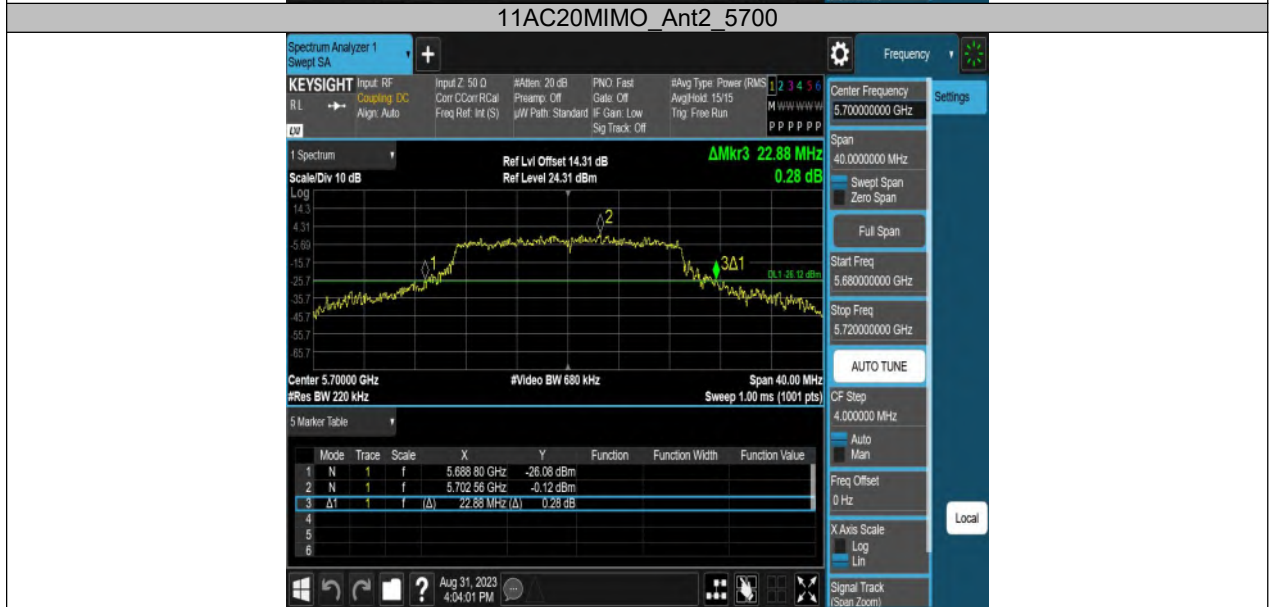 11AC20MIMO_Ant2_5700
Spectrum Analyzer 1
Swept SA
+
Frequency
KEYSIGHT
RL
Input: RF
Coupling: DC
Align: Auto
Input Z: 50 Ω
Corr CCorr RCal
Freq Ref: Int (S)
#Atten: 20 dB
Preamp: Off
µW Path: Standard
PNO: Fast
Gate: Off
IF Gain: Low
Sig Track: Off
#Avg Type: Power (RMS
Avg|Hold: 15/15
Trig: Free Run
1 2 3 4 5 6
M W W W W W
P P P P P P
Center Frequency
5.700000000 GHz
Settings
Span
40.0000000 MHz
Swept Span
Zero Span
Full Span
Start Freq
5.680000000 GHz
Stop Freq
5.720000000 GHz
AUTO TUNE
CF Step
4.000000 MHz
Auto
Man
Freq Offset
0 Hz
X Axis Scale
Log
Lin
Signal Track
(Span Zoom)
Local
LXI
1 Spectrum
Scale/Div 10 dB
Ref Lvl Offset 14.31 dB
Ref Level 24.31 dBm
ΔMkr3 22.88 MHz
0.28 dB
Log
14.3
4.31
-5.69
-15.7
-25.7
-35.7
-45.7
-55.7
-65.7
1
2
3Δ1
DL1 -26.12 dBm
Center 5.70000 GHz
#Video BW 680 kHz
Span 40.00 MHz
#Res BW 220 kHz
Sweep 1.00 ms (1001 pts)
5 Marker Table
Mode Trace Scale X Y Function Function Width Function Value
1 N 1 f 5.688 80 GHz -26.08 dBm
2 N 1 f 5.702 56 GHz -0.12 dBm
3 Δ1 1 f (Δ) 22.88 MHz (Δ) 0.28 dB
4
5
6
?
Aug 31, 2023
4:04:01 PM